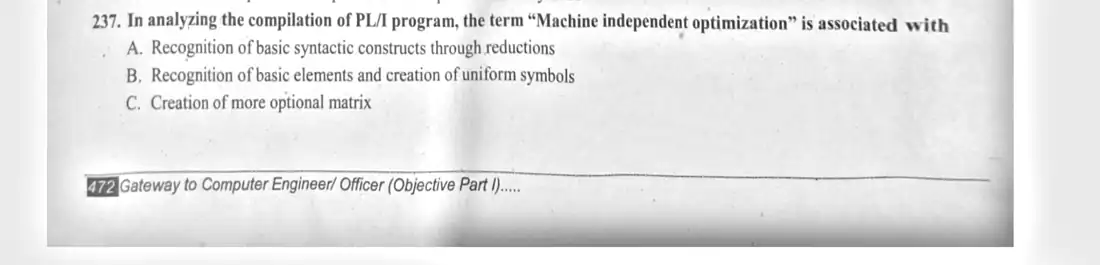 237. In analyzing the compilation of PL/I program, the term “Machine independent optimization” is associated with
A. Recognition of basic syntactic constructs through reductions
B. Recognition of basic elements and creation of uniform symbols
C. Creation of more optional matrix
472 Gateway to Computer Engineer/ Officer (Objective Part I).....